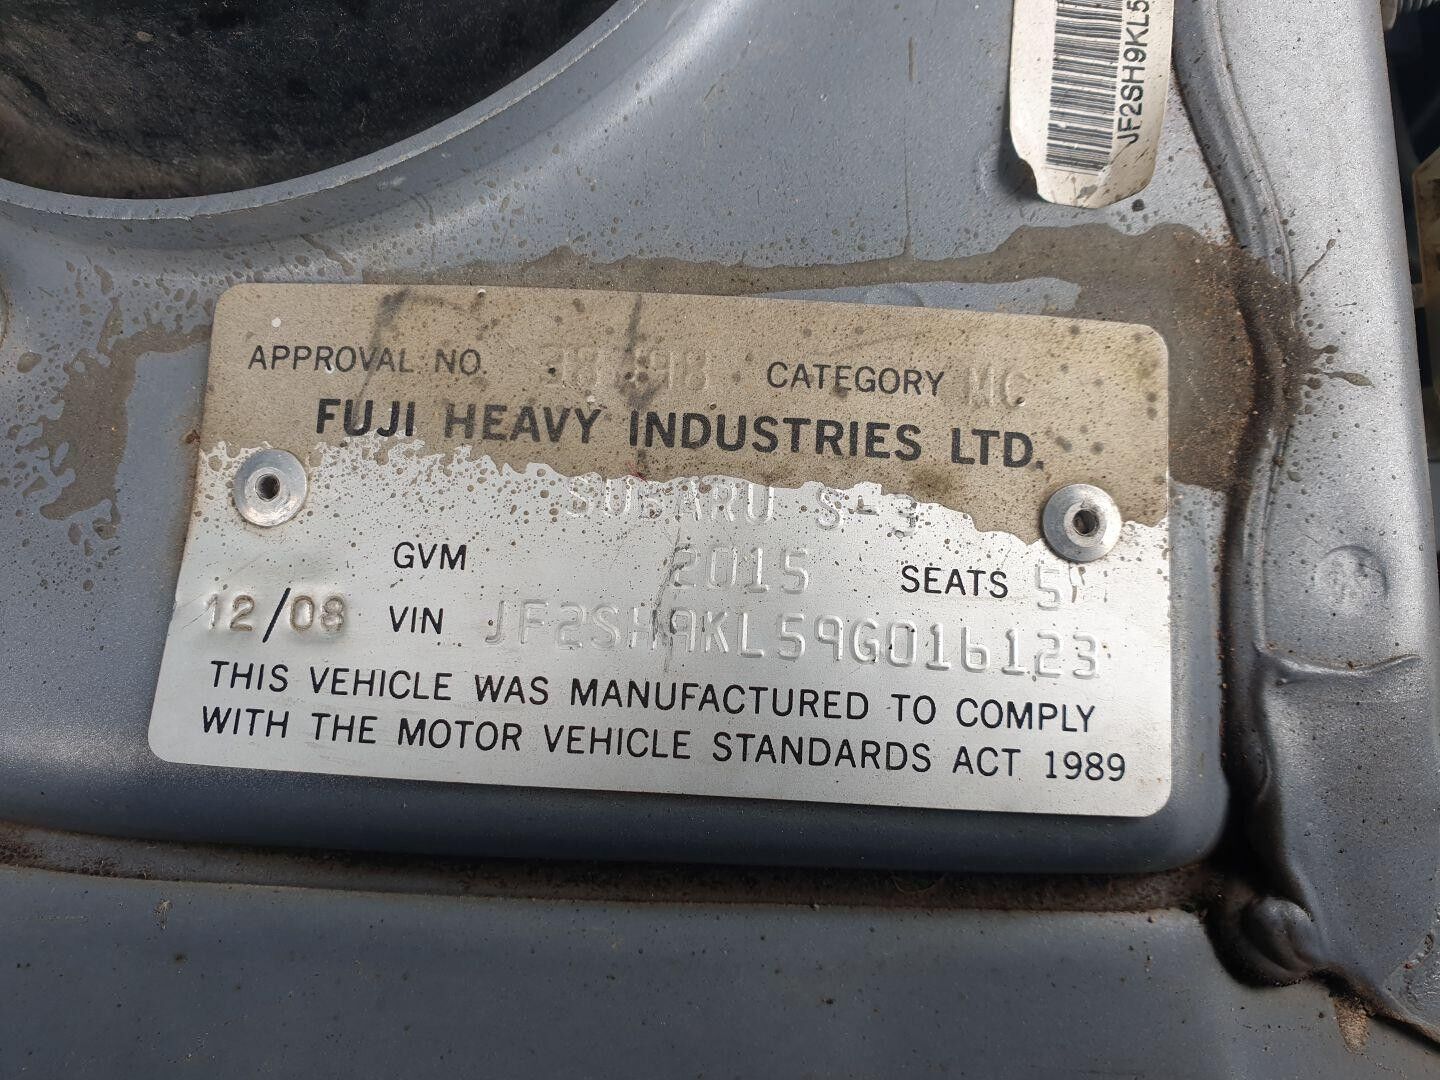 JF2SH9KL5
APPROVAL NO. CATEGORY MC
FUJI HEAVY INDUSTRIES LTD.
SUBARU S-3
GVM 2015 SEATS 5
12/08 VIN JF2SH9KL59G016123
THIS VEHICLE WAS MANUFACTURED TO COMPLY
WITH THE MOTOR VEHICLE STANDARDS ACT 1989